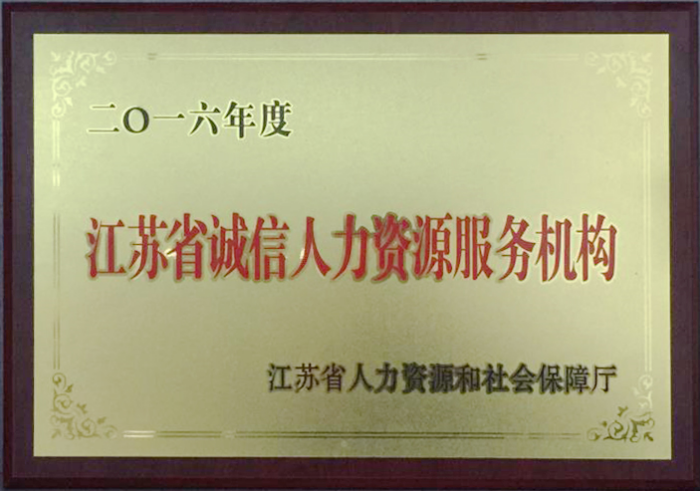 二〇一六年度
江苏省诚信人力资源服务机构
江苏省人力资源和社会保障厅